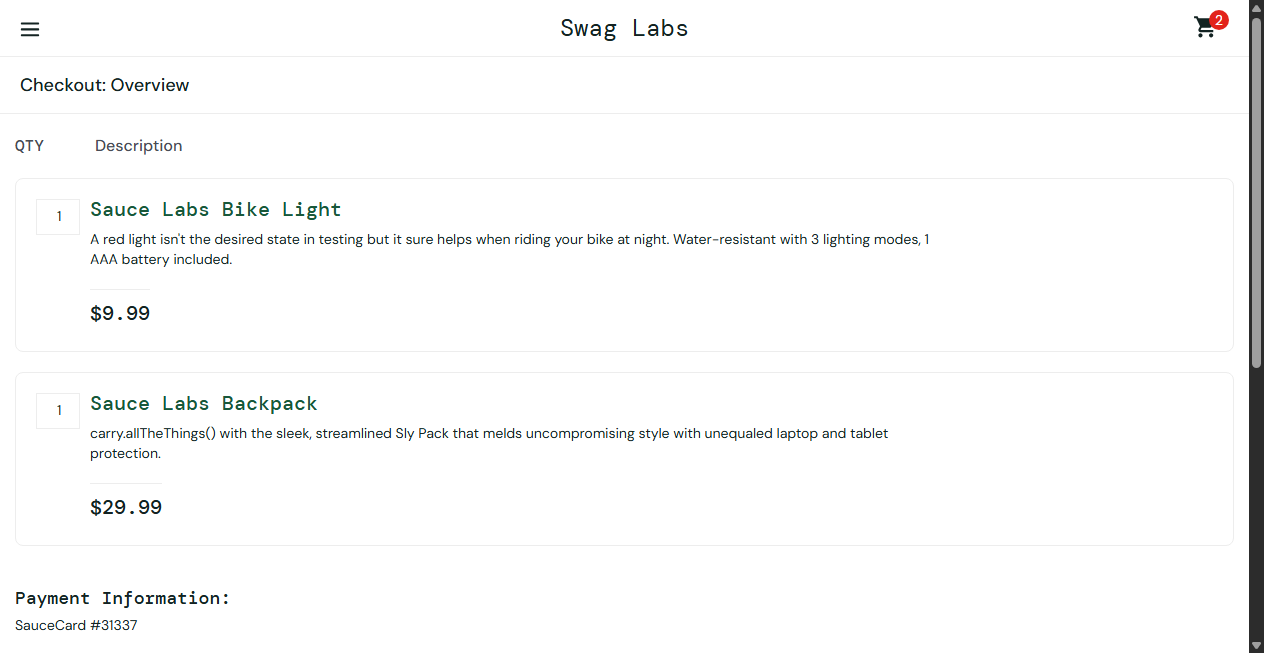 Swag Labs
2
Checkout: Overview
QTY Description
1
Sauce Labs Bike Light
A red light isn't the desired state in testing but it sure helps when riding your bike at night. Water-resistant with 3 lighting modes, 1
AAA battery included.
$9.99
1
Sauce Labs Backpack
carry.allTheThings() with the sleek, streamlined Sly Pack that melds uncompromising style with unequaled laptop and tablet
protection.
$29.99
Payment Information:
SauceCard #31337